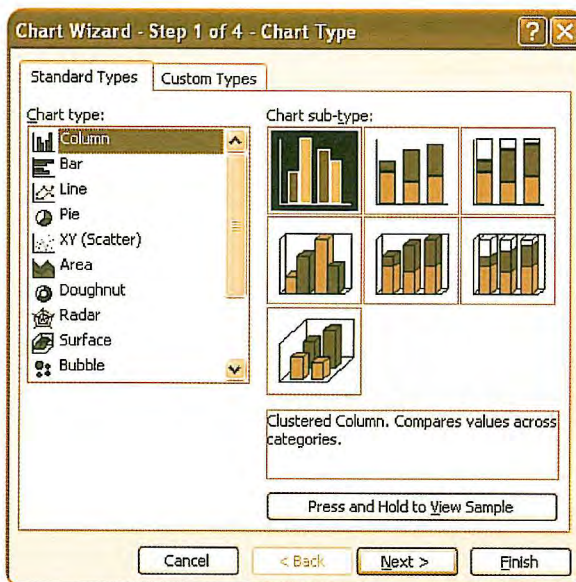 Chart Wizard - Step 1 of 4 - Chart Type
Standard Types
Custom Types
Chart type:
Column
Bar
Line
Pie
XY (Scatter)
Area
Doughnut
Radar
Surface
Bubble
Chart sub-type:
Clustered Column. Compares values across
categories.
Press and Hold to View Sample
Cancel
< Back
Next >
Finish